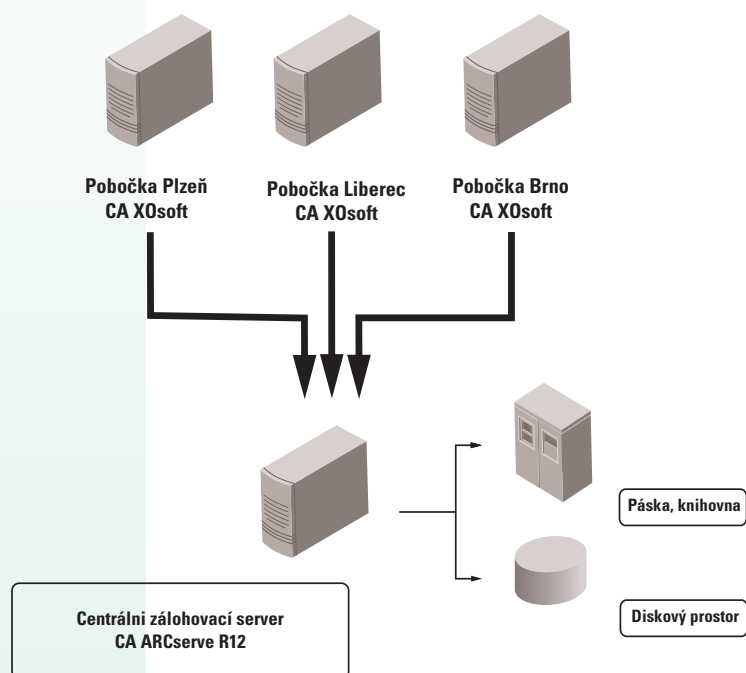 Pobočka Plzeň
CA XOsoft
Pobočka Liberec
CA XOsoft
Pobočka Brno
CA XOsoft
Páska, knihovna
Diskový prostor
Centrálni zálohovací server
CA ARCserve R12